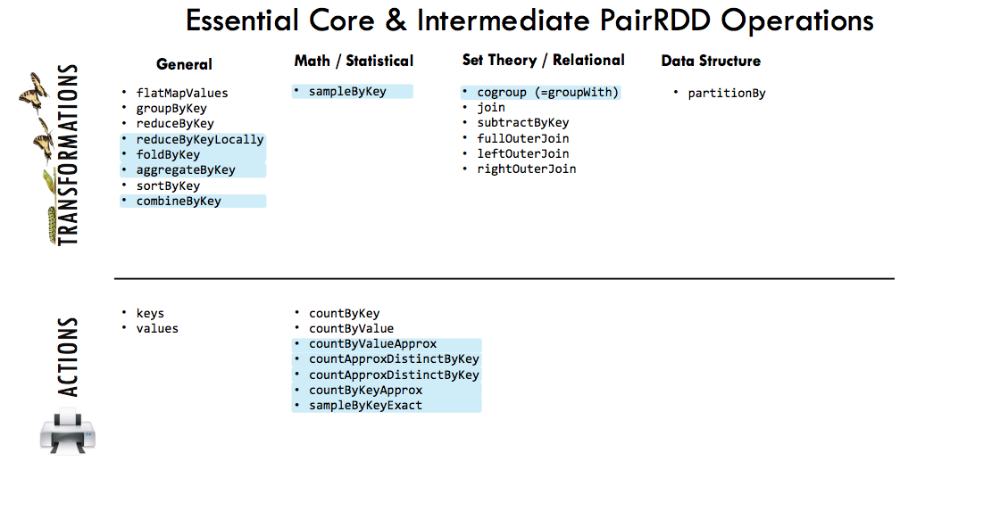 Essential Core & Intermediate PairRDD Operations
TRANSFORMATIONS
General
• flatMapValues
• groupByKey
• reduceByKey
• reduceByKeyLocally
• foldByKey
• aggregateByKey
• sortByKey
• combineByKey
Math / Statistical
• sampleByKey
Set Theory / Relational
• cogroup (=groupWith)
• join
• subtractByKey
• fullOuterJoin
• leftOuterJoin
• rightOuterJoin
Data Structure
• partitionBy
ACTIONS
• keys
• values
• countByKey
• countByValue
• countByValueApprox
• countApproxDistinctByKey
• countApproxDistinctByKey
• countByKeyApprox
• sampleByKeyExact